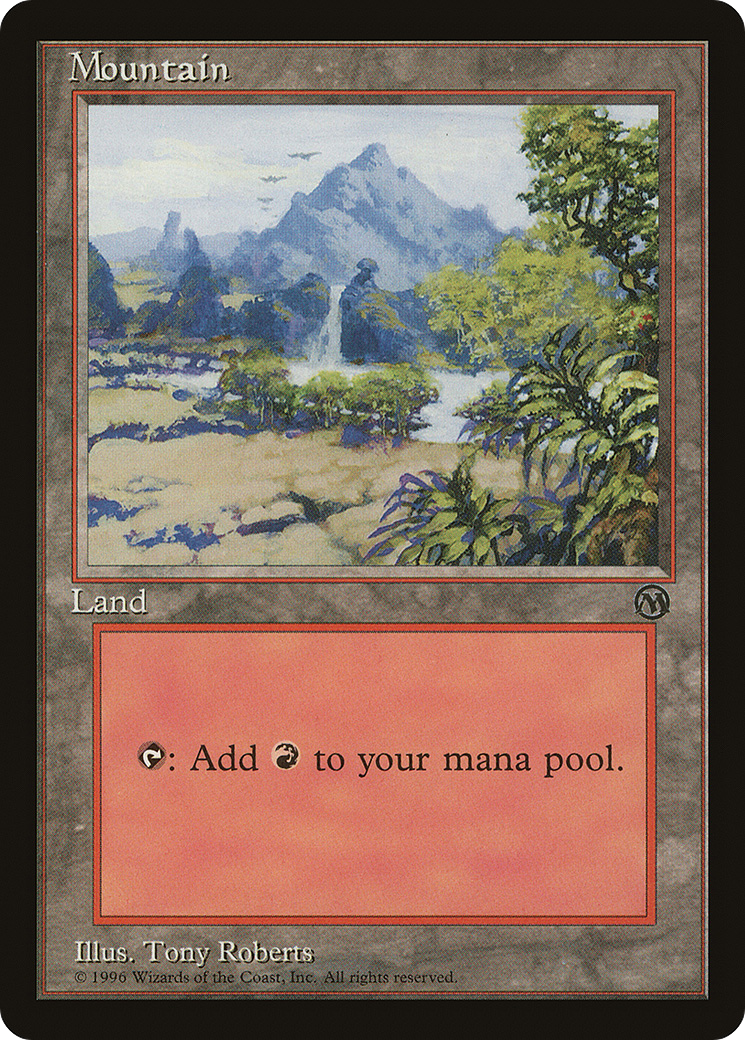 Mountain
Land
: Add to your mana pool.
Illus. Tony Roberts
© 1996 Wizards of the Coast, Inc. All rights reserved.